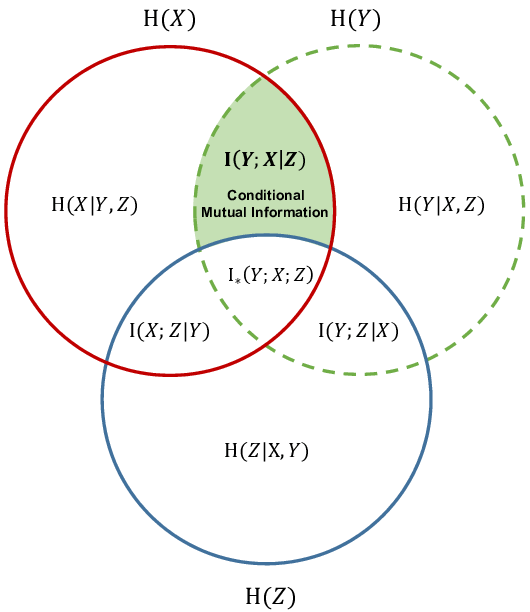 H(X)
H(Y)
I(Y; X|Z)
Conditional
Mutual Information
H(X|Y, Z)
H(Y|X, Z)
I∗(Y; X; Z)
I(X; Z|Y)
I(Y; Z|X)
H(Z|X, Y)
H(Z)